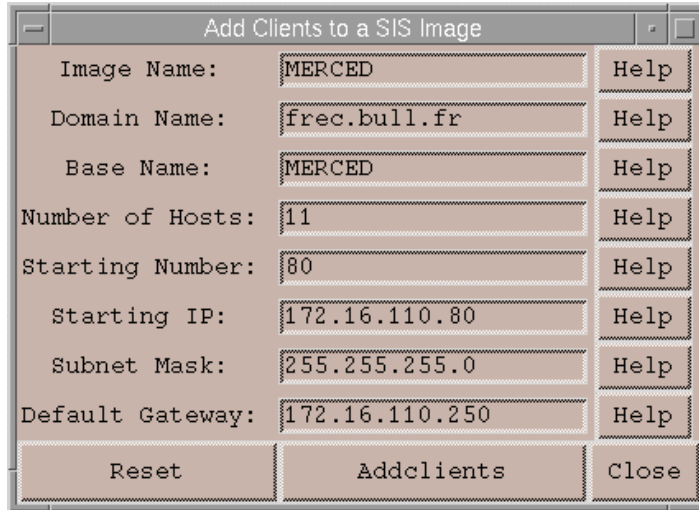 Add Clients to a SIS Image
Image Name: MERCED Help
Domain Name: frec.bull.fr Help
Base Name: MERCED Help
Number of Hosts: 11 Help
Starting Number: 80 Help
Starting IP: 172.16.110.80 Help
Subnet Mask: 255.255.255.0 Help
Default Gateway: 172.16.110.250 Help
Reset Addclients Close